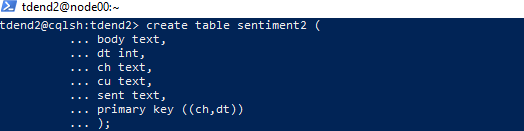 tdend2@node00:~
tdend2@cqlsh:tdend2> create table sentiment2 (
... body text,
... dt int,
... ch text,
... cu text,
... sent text,
... primary key ((ch,dt))
... );